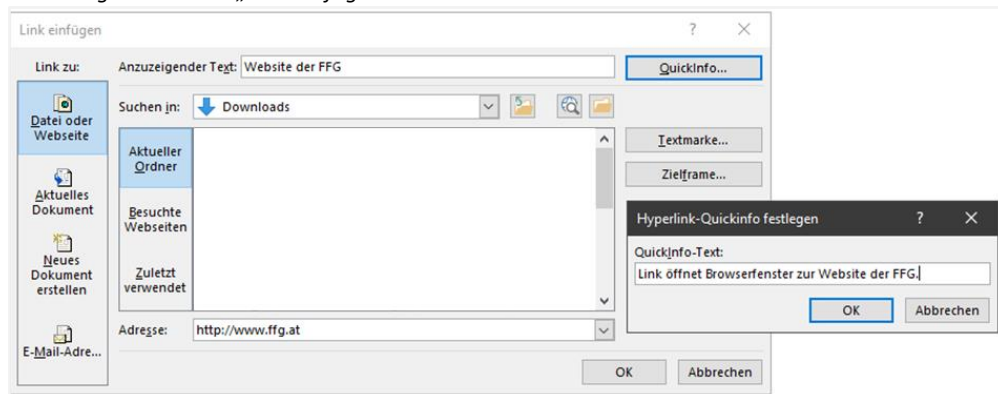 Link einfügen
?
Link zu:
Anzuzeigender Text: Website der FFG
QuickInfo...
Datei oder
Webseite
Suchen in: Downloads
Aktueller
Ordner
Textmarke...
Zielframe...
Aktuelles
Dokument
Besuchte
Webseiten
Hyperlink-Quickinfo festlegen ?
QuickInfo-Text:
Link öffnet Browserfenster zur Website der FFG.
Neues
Dokument
erstellen
Zuletzt
verwendet
OK Abbrechen
Adresse: http://www.ffg.at
E-Mail-Adre...
OK Abbrechen